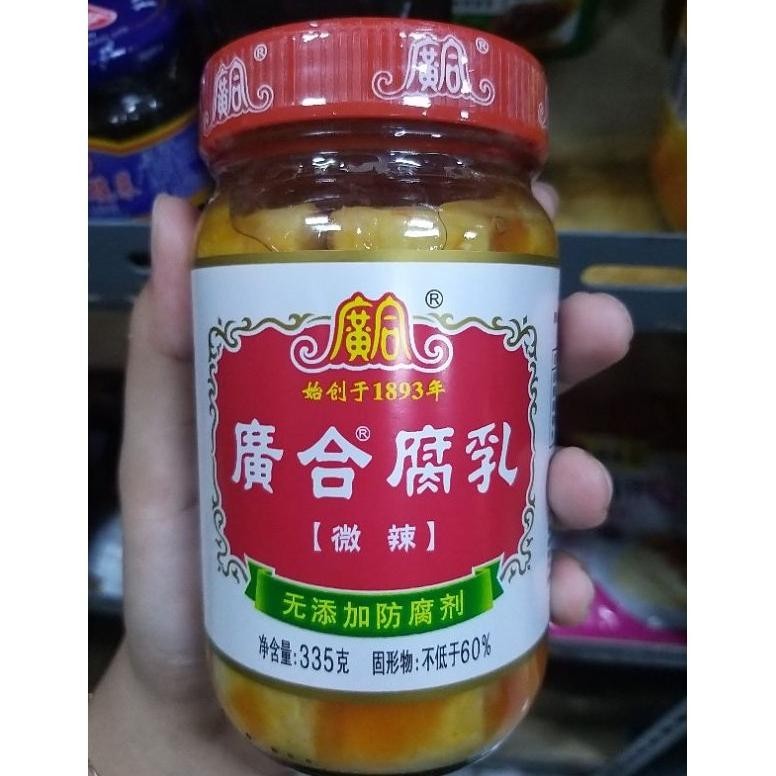 廣合®
廣合®
廣合®
始创于1893年
廣合®腐乳
【微辣】
无添加防腐剂
净含量:335克 固形物:不低于60%